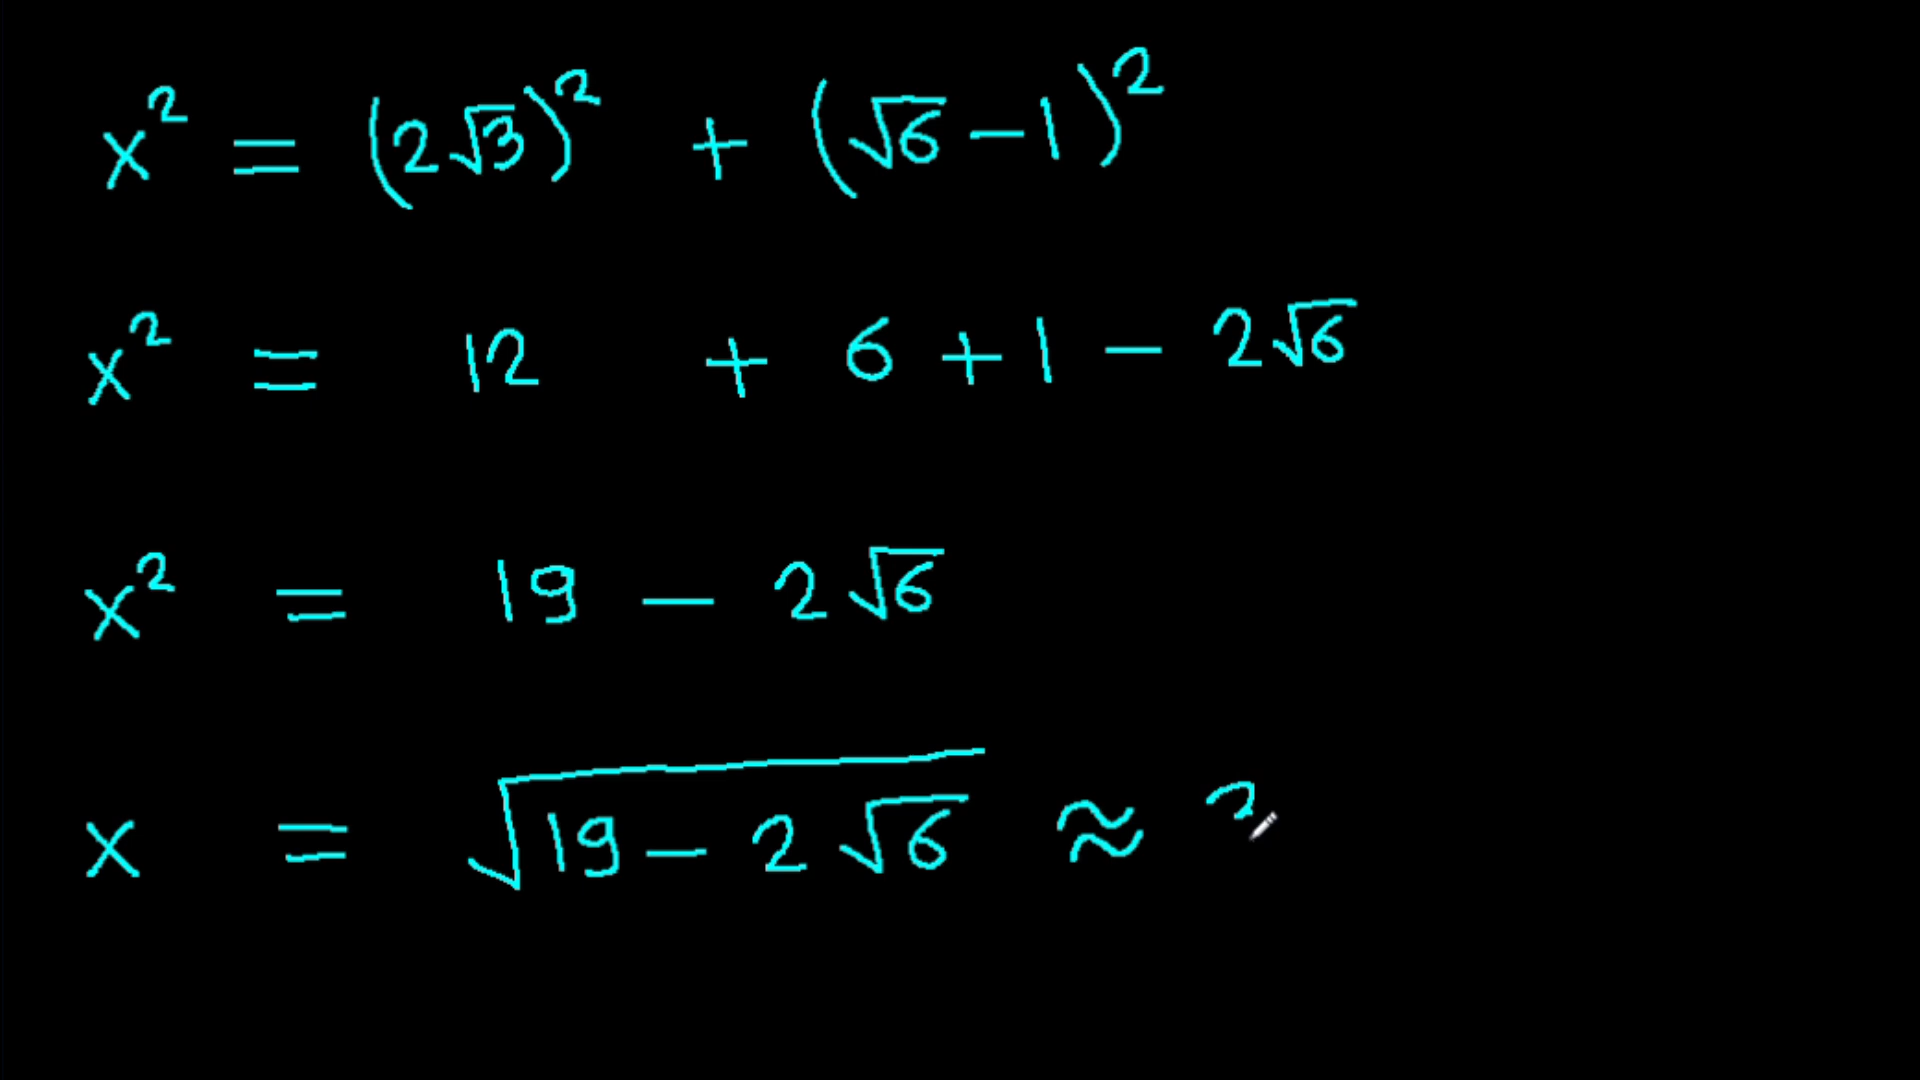 x² = (2√3)² + (√6 − 1)²
x² = 12 + 6 + 1 − 2√6
x² = 19 − 2√6
x = √(19 − 2√6) ≈